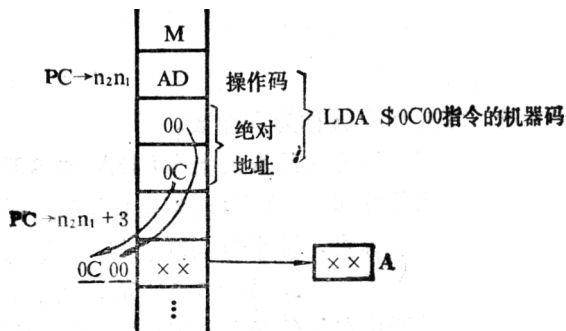 M
PC→n₂n₁ AD 操作码
00 绝对
LDA $0C00指令的机器码
0C 地址
PC→n₂n₁+3
0C 00 ×× ×× A
⋮